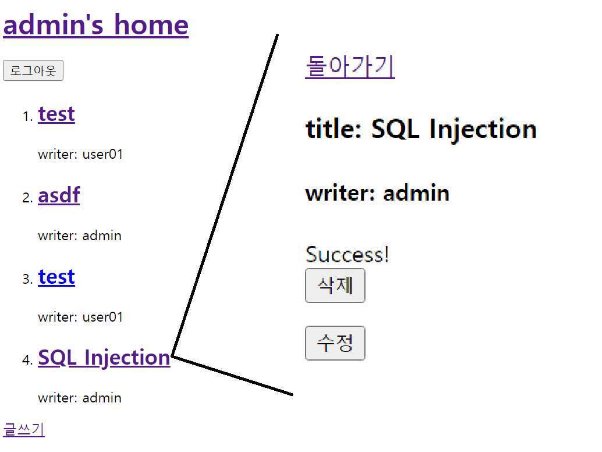 admin's home
로그아웃
1. test
writer: user01
2. asdf
writer: admin
3. test
writer: user01
4. SQL Injection
writer: admin
글쓰기
돌아가기
title: SQL Injection
writer: admin
Success!
삭제
수정